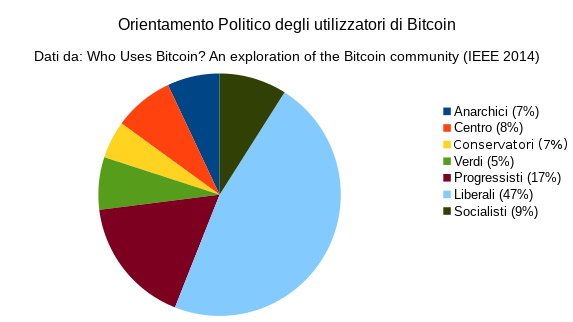 Orientamento Politico degli utilizzatori di Bitcoin
Dati da: Who Uses Bitcoin? An exploration of the Bitcoin community (IEEE 2014)
Anarchici (7%)
Centro (8%)
Conservatori (7%)
Verdi (5%)
Progressisti (17%)
Liberali (47%)
Socialisti (9%)